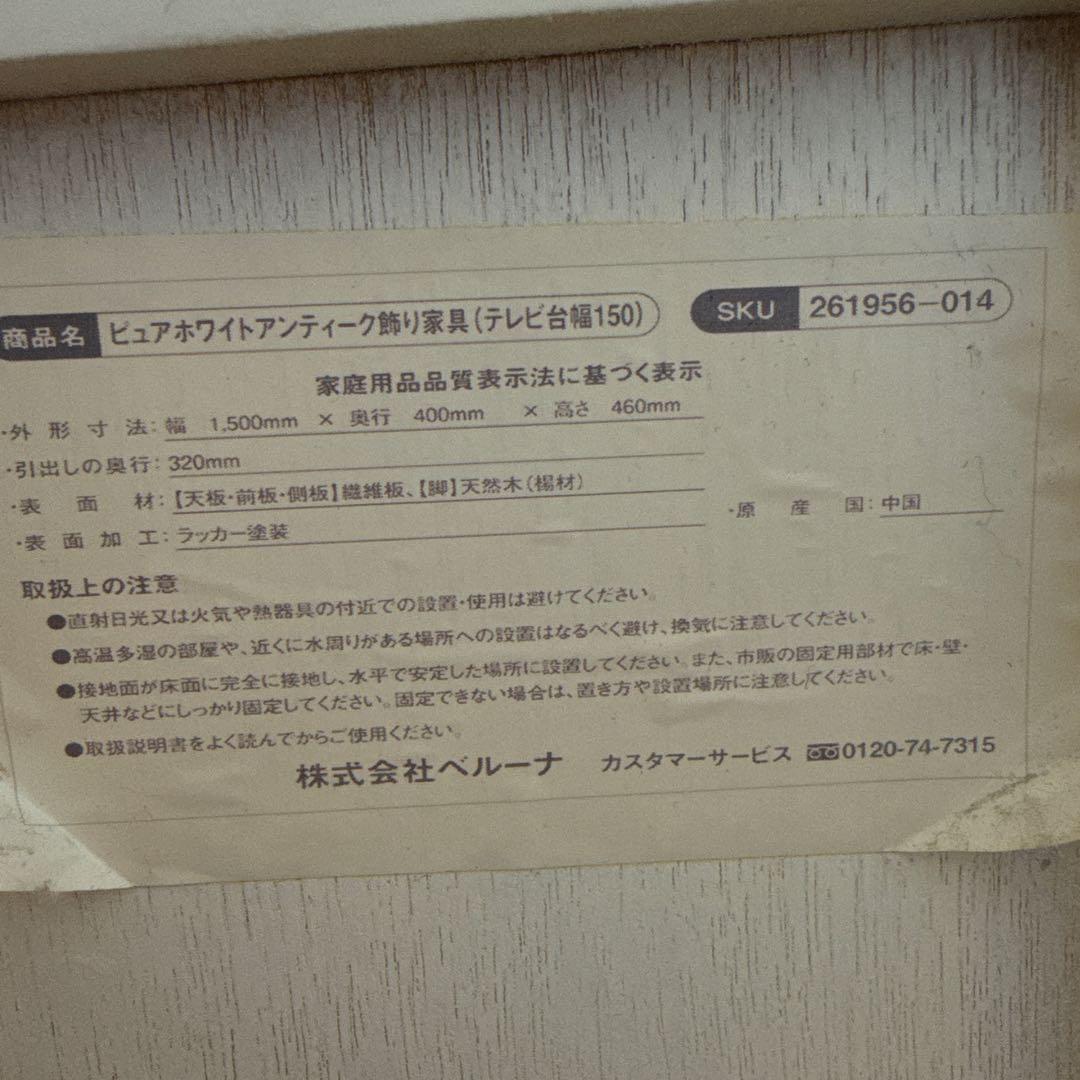 商品名 ピュアホワイトアンティーク飾り家具(テレビ台幅150) SKU 261956-014
家庭用品品質表示法に基づく表示
・外形寸法：幅 1,500mm × 奥行 400mm × 高さ 460mm
・引出しの奥行：320mm
・表面材：【天板・前板・側板】繊維板、【脚】天然木（楊材）
・原産国：中国
・表面加工：ラッカー塗装
取扱上の注意
●直射日光又は火気や熱器具の付近での設置・使用は避けてください。
●高温多湿の部屋や、近くに水周りがある場所への設置はなるべく避け、換気に注意してください。
●接地面が床面に完全に接地し、水平で安定した場所に設置してください。また、市販の固定用部材で床・壁・
天井などにしっかり固定してください。固定できない場合は、置き方や設置場所に注意してください。
●取扱説明書をよく読んでからご使用ください。
株式会社ベルーナ カスタマーサービス 0120-74-7315